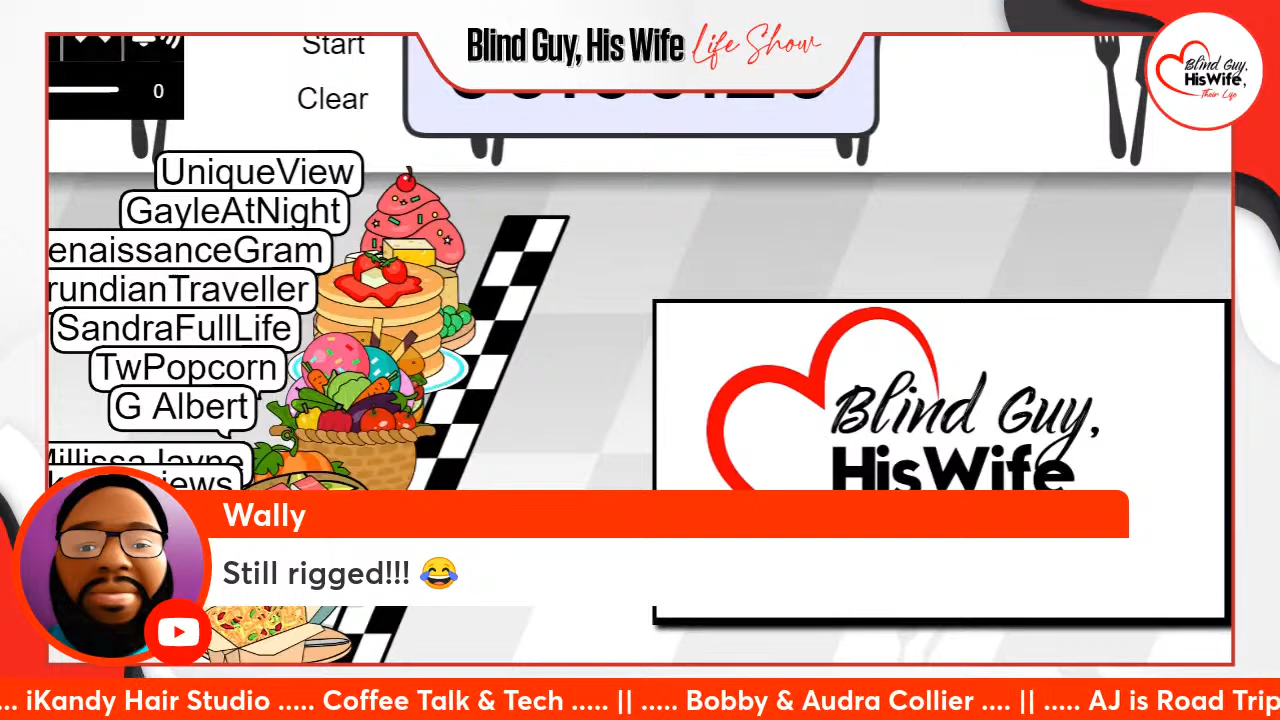 Blind Guy, His Wife Life Show
Start
0
Clear
Blind Guy,
His Wife,
Their Life
UniqueView
GayleAtNight
enaissanceGram
rundianTraveller
SandraFullLife
TwPopcorn
G Albert
Blind Guy,
His Wife
Wally
Still rigged!!! 😂
... iKandy Hair Studio ..... Coffee Talk & Tech ..... || ..... Bobby & Audra Collier .... || ..... AJ is Road Trip